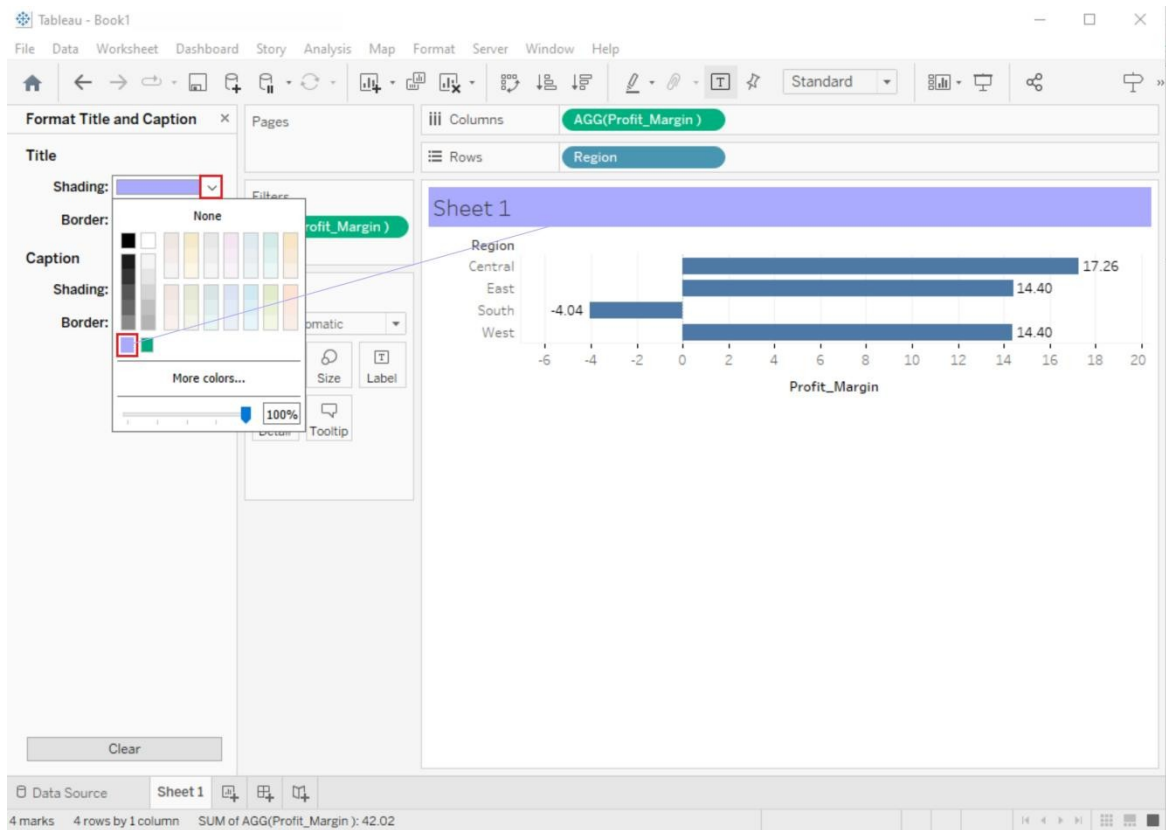 Tableau - Book1
File Data Worksheet Dashboard Story Analysis Map Format Server Window Help
Standard
Format Title and Caption
Title
Shading:
Border:
Caption
Shading:
Border:
None
More colors...
100%
Clear
Pages
Filters
rofit_Margin )
omatic
Size
Label
Detail
Tooltip
Columns
AGG(Profit_Margin )
Rows
Region
Sheet 1
Region
Central
17.26
East
14.40
South
-4.04
West
14.40
-6 -4 -2 0 2 4 6 8 10 12 14 16 18 20
Profit_Margin
Data Source
Sheet 1
4 marks 4 rows by 1 column SUM of AGG(Profit_Margin ): 42.02